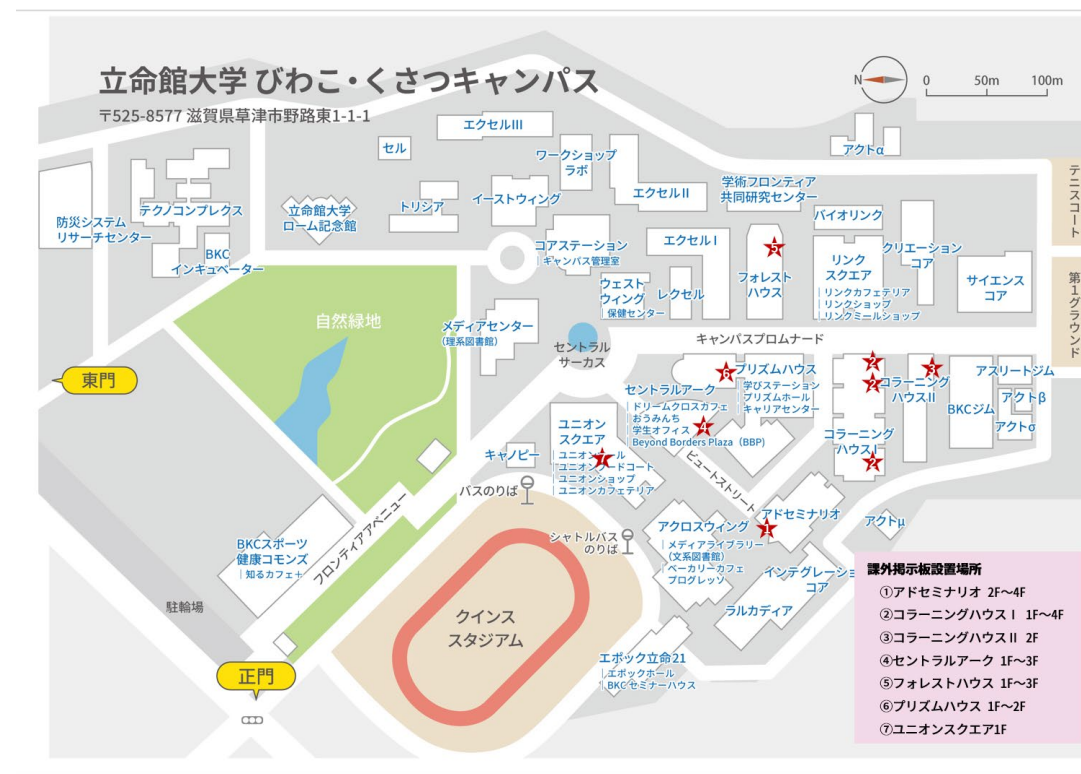 立命館大学 びわこ・くさつキャンパス
〒525-8577 滋賀県草津市野路東1-1-1
N
0 50m 100m
エクセルIII
セル
ワークショップ
ラボ
アクトα
エクセルII
学術フロンティア
共同研究センター
テニスコート
防災システム
リサーチセンター
テクノコンプレクス
立命館大学
ローム記念館
トリシア
イーストウィング
バイオリンク
BKC
インキュベーター
コアステーション
キャンパス管理室
エクセルI
フォレスト
ハウス
5
リンク
スクエア
リンクカフェテリア
リンクショップ
リンクミールショップ
クリエーション
コア
サイエンス
コア
第1グラウンド
ウェスト
ウィング
保健センター
レクセル
自然緑地
メディアセンター
(理系図書館)
セントラル
サーカス
キャンパスプロムナード
東門
6
プリズムハウス
学びステーション
プリズムホール
キャリアセンター
セントラルアーク
ドリームクロスカフェ
おうみんち
学生オフィス
Beyond Borders Plaza（BBP）
4
2
2
コラーニング
ハウスII
3
アスリートジム
BKCジム
アクトβ
アクトσ
コラーニング
ハウスI
2
ユニオン
スクエア
7
ユニオンホール
ユニオンフードコート
ユニオンショップ
ユニオンカフェテリア
キャノピー
バスのりば
ビュートストリート
シャトルバス
のりば
アクロスウィング
メディアライブラリー
（文系図書館）
ベーカリーカフェ
プログレッソ
アドセミナリオ
1
アクトμ
インテグレーション
コア
ラルカディア
BKCスポーツ
健康コモンズ
知るカフェ＋
フロンティアアベニュー
駐輪場
クインス
スタジアム
正門
エポック立命21
エポックホール
BKCセミナーハウス
課外掲示板設置場所
①アドセミナリオ 2F～4F
②コラーニングハウスⅠ 1F～4F
③コラーニングハウスⅡ 2F
④セントラルアーク 1F～3F
⑤フォレストハウス 1F～3F
⑥プリズムハウス 1F～2F
⑦ユニオンスクエア1F